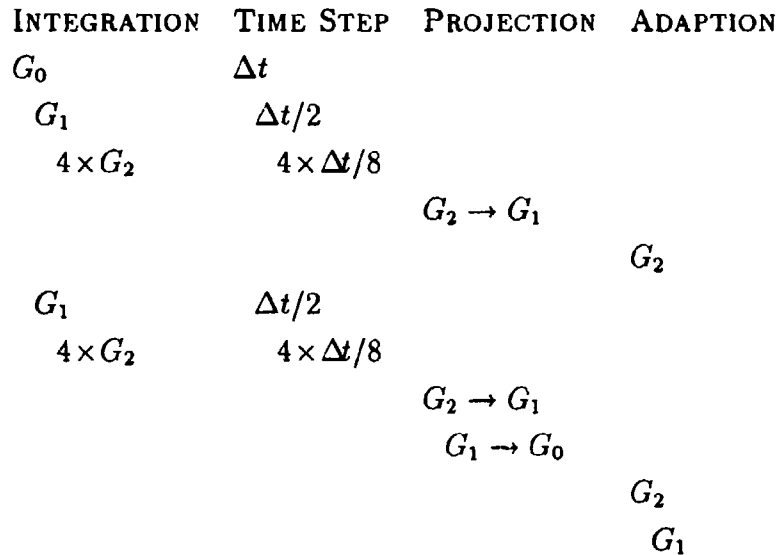 INTEGRATION TIME STEP PROJECTION ADAPTION
G₀ Δt
G₁ Δt/2
4×G₂ 4×Δt/8
G₂ → G₁
G₂
G₁ Δt/2
4×G₂ 4×Δt/8
G₂ → G₁
G₁ → G₀
G₂
G₁